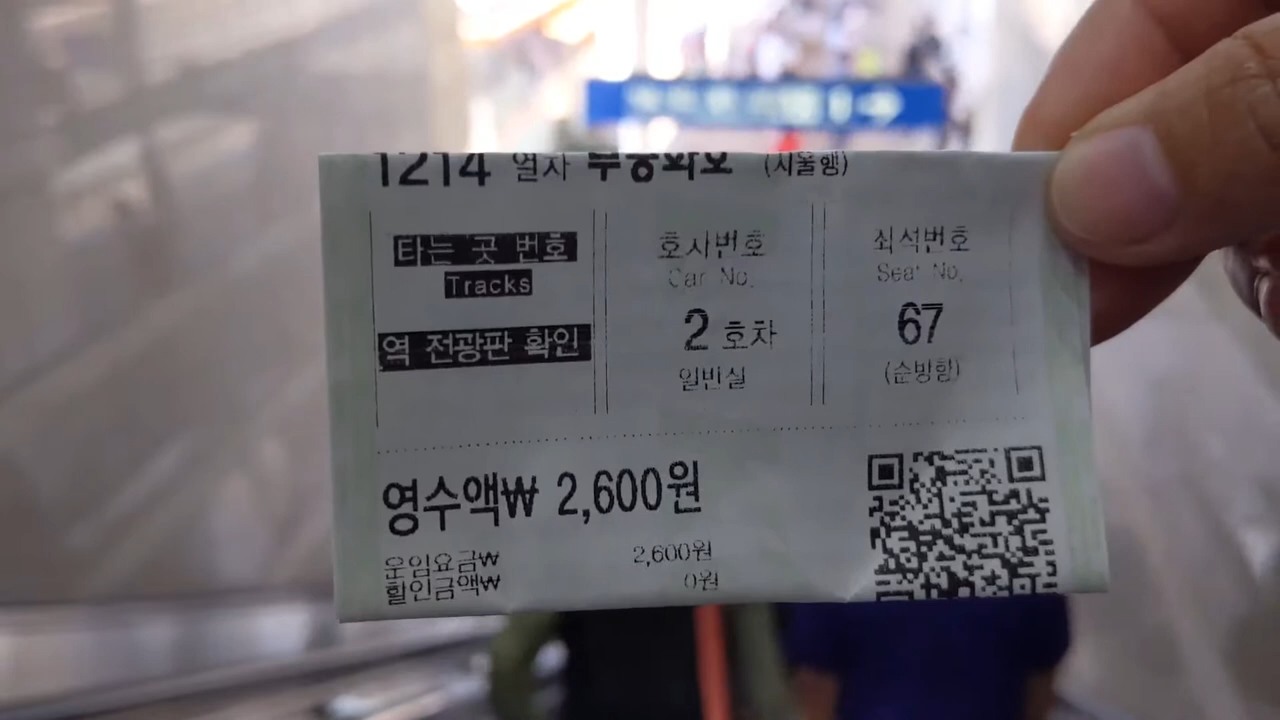 1214 열차 무궁화호 (서울행)
타는 곳 번호
Tracks
역 전광판 확인
호차번호
Car No.
2 호차
일반실
좌석번호
Seat No.
67
(순방향)
영수액₩ 2,600원
운임요금₩ 2,600원
할인금액₩ 0원